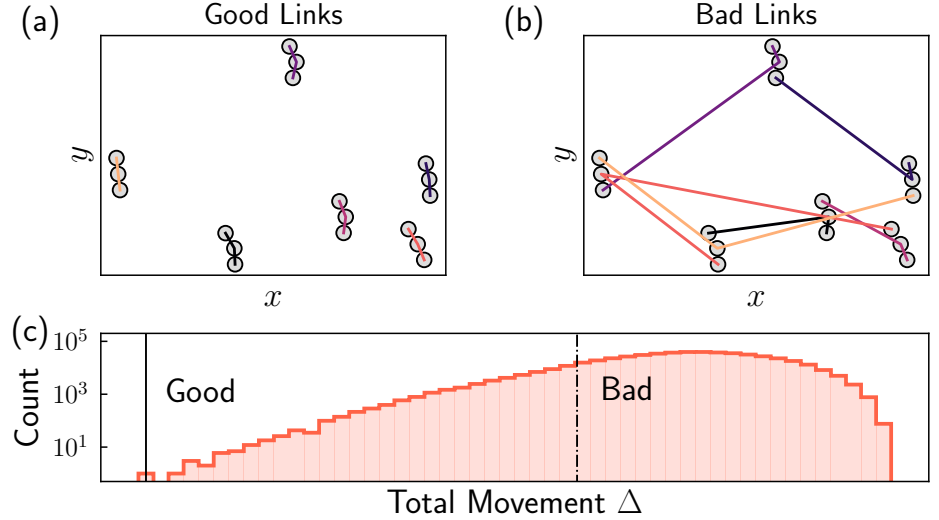 (a) Good Links
(b) Bad Links
y
y
x
x
(c)
10^5
10^3
10^1
Count
Good
Bad
Total Movement Δ